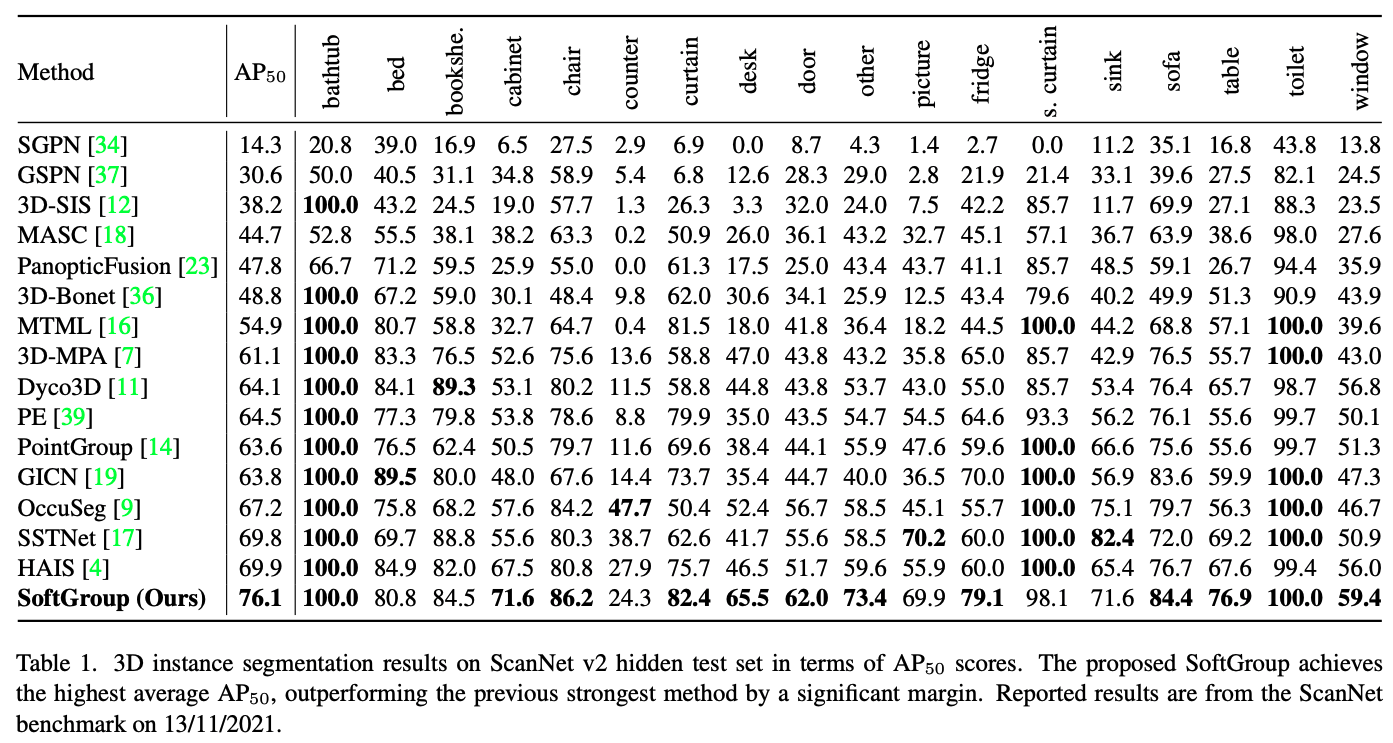 Method AP50 bathtub bed bookshe. cabinet chair counter curtain desk door other picture fridge s. curtain sink sofa table toilet window
SGPN [34] 14.3 20.8 39.0 16.9 6.5 27.5 2.9 6.9 0.0 8.7 4.3 1.4 2.7 0.0 11.2 35.1 16.8 43.8 13.8
GSPN [37] 30.6 50.0 40.5 31.1 34.8 58.9 5.4 6.8 12.6 28.3 29.0 2.8 21.9 21.4 33.1 39.6 27.5 82.1 24.5
3D-SIS [12] 38.2 100.0 43.2 24.5 19.0 57.7 1.3 26.3 3.3 32.0 24.0 7.5 42.2 85.7 11.7 69.9 27.1 88.3 23.5
MASC [18] 44.7 52.8 55.5 38.1 38.2 63.3 0.2 50.9 26.0 36.1 43.2 32.7 45.1 57.1 36.7 63.9 38.6 98.0 27.6
PanopticFusion [23] 47.8 66.7 71.2 59.5 25.9 55.0 0.0 61.3 17.5 25.0 43.4 43.7 41.1 85.7 48.5 59.1 26.7 94.4 35.9
3D-Bonet [36] 48.8 100.0 67.2 59.0 30.1 48.4 9.8 62.0 30.6 34.1 25.9 12.5 43.4 79.6 40.2 49.9 51.3 90.9 43.9
MTML [16] 54.9 100.0 80.7 58.8 32.7 64.7 0.4 81.5 18.0 41.8 36.4 18.2 44.5 100.0 44.2 68.8 57.1 100.0 39.6
3D-MPA [7] 61.1 100.0 83.3 76.5 52.6 75.6 13.6 58.8 47.0 43.8 43.2 35.8 65.0 85.7 42.9 76.5 55.7 100.0 43.0
Dyco3D [11] 64.1 100.0 84.1 89.3 53.1 80.2 11.5 58.8 44.8 43.8 53.7 43.0 55.0 85.7 53.4 76.4 65.7 98.7 56.8
PE [39] 64.5 100.0 77.3 79.8 53.8 78.6 8.8 79.9 35.0 43.5 54.7 54.5 64.6 93.3 56.2 76.1 55.6 99.7 50.1
PointGroup [14] 63.6 100.0 76.5 62.4 50.5 79.7 11.6 69.6 38.4 44.1 55.9 47.6 59.6 100.0 66.6 75.6 55.6 99.7 51.3
GICN [19] 63.8 100.0 89.5 80.0 48.0 67.6 14.4 73.7 35.4 44.7 40.0 36.5 70.0 100.0 56.9 83.6 59.9 100.0 47.3
OccuSeg [9] 67.2 100.0 75.8 68.2 57.6 84.2 47.7 50.4 52.4 56.7 58.5 45.1 55.7 100.0 75.1 79.7 56.3 100.0 46.7
SSTNet [17] 69.8 100.0 69.7 88.8 55.6 80.3 38.7 62.6 41.7 55.6 58.5 70.2 60.0 100.0 82.4 72.0 69.2 100.0 50.9
HAIS [4] 69.9 100.0 84.9 82.0 67.5 80.8 27.9 75.7 46.5 51.7 59.6 55.9 60.0 100.0 65.4 76.7 67.6 99.4 56.0
SoftGroup (Ours) 76.1 100.0 80.8 84.5 71.6 86.2 24.3 82.4 65.5 62.0 73.4 69.9 79.1 98.1 71.6 84.4 76.9 100.0 59.4
Table 1. 3D instance segmentation results on ScanNet v2 hidden test set in terms of AP50 scores. The proposed SoftGroup achieves
the highest average AP50, outperforming the previous strongest method by a significant margin. Reported results are from the ScanNet
benchmark on 13/11/2021.